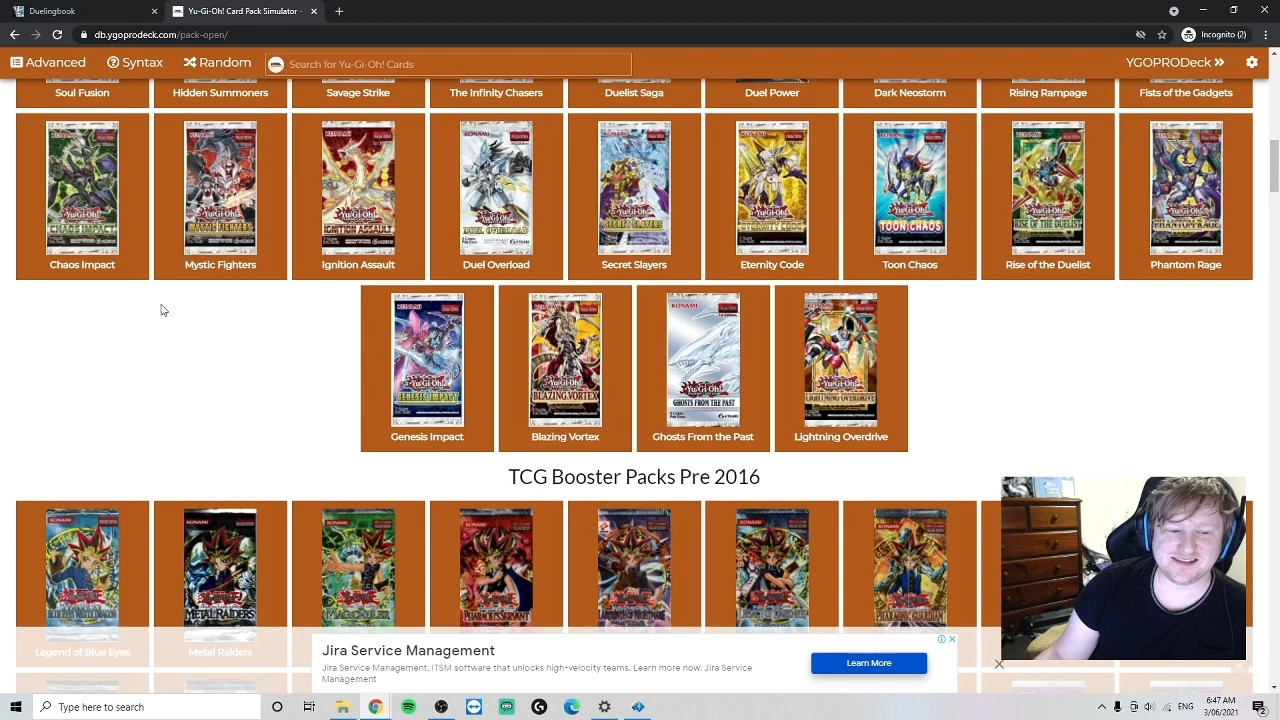 Duelingbook
YGOPRODeck - Card Pack Simulator
db.ygoprodeck.com/pack-open/
Incognito (2)
Advanced
Syntax
Random
Search for Yu-Gi-Oh! Cards
YGOPRODeck
Soul Fusion
Hidden Summoners
Savage Strike
The Infinity Chasers
Duelist Saga
Duel Power
Dark Neostorm
Rising Rampage
Fists of the Gadgets
Chaos Impact
Mystic Fighters
Ignition Assault
Duel Overload
Secret Slayers
Eternity Code
Toon Chaos
Rise of the Duelist
Phantom Rage
Genesis Impact
Blazing Vortex
Ghosts From the Past
Lightning Overdrive
TCG Booster Packs Pre 2016
Legend of Blue Eyes
Metal Raiders
Jira Service Management
Jira Service Management. ITSM software that unlocks high-velocity teams. Learn more now. Jira Service
Management
Learn More
Type here to search
ENG
6:47 AM
3/06/2021